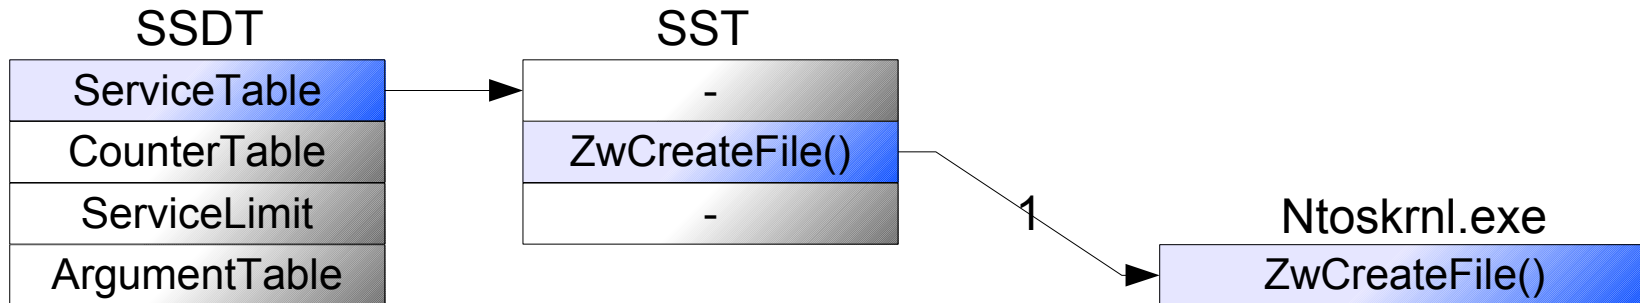 SSDT
ServiceTable
CounterTable
ServiceLimit
ArgumentTable
SST
-
ZwCreateFile()
-
1
Ntoskrnl.exe
ZwCreateFile()